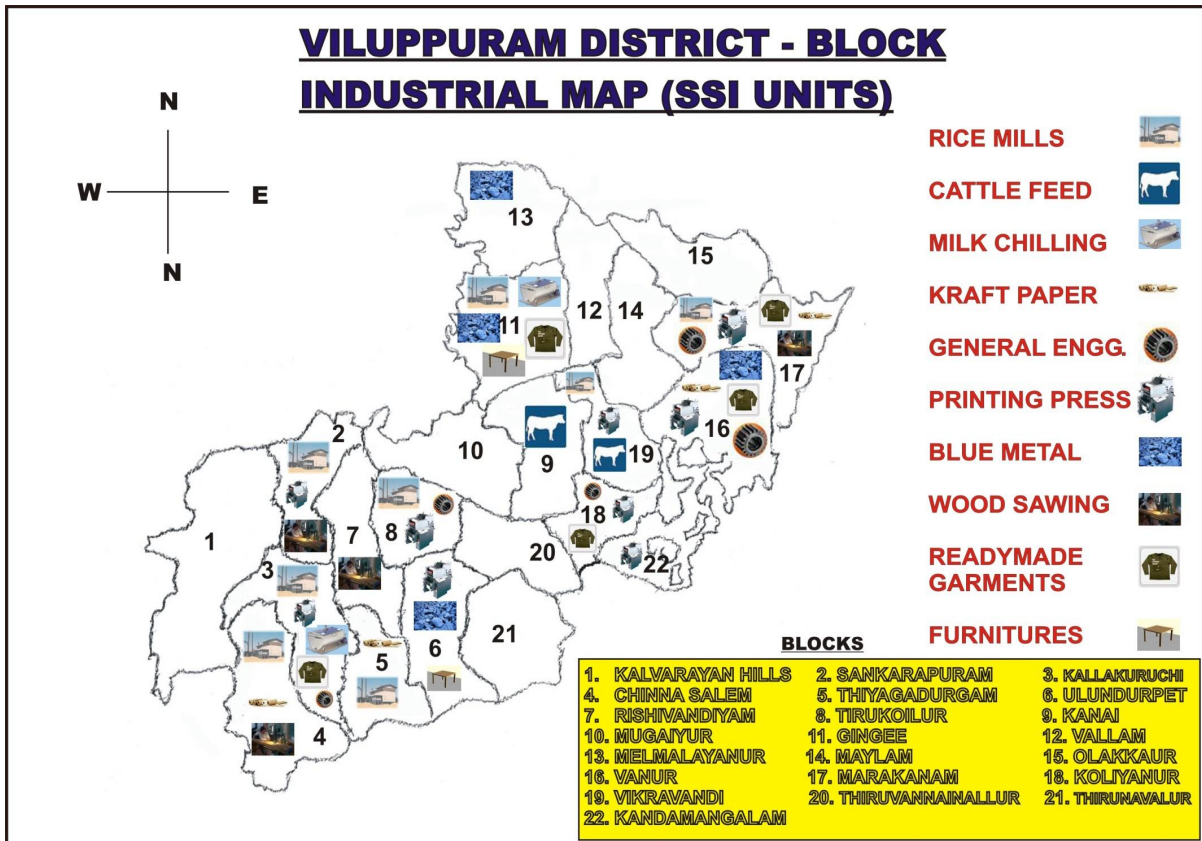 VILUPPURAM DISTRICT - BLOCK
INDUSTRIAL MAP (SSI UNITS)
N
W E
N
RICE MILLS
CATTLE FEED
MILK CHILLING
KRAFT PAPER
GENERAL ENGG.
PRINTING PRESS
BLUE METAL
WOOD SAWING
READYMADE
GARMENTS
FURNITURES
13
15
12
14
11
17
2
16
10
9
19
1
7
8
18
20
22
3
21
6
5
4
BLOCKS
1. KALVARAYAN HILLS 2. SANKARAPURAM 3. KALLAKURUCHI
4. CHINNA SALEM 5. THIYAGADURGAM 6. ULUNDURPET
7. RISHIVANDIYAM 8. TIRUKOILUR 9. KANAI
10. MUGAIYUR 11. GINGEE 12. VALLAM
13. MELMALAYANUR 14. MAYLAM 15. OLAKKAUR
16. VANUR 17. MARAKANAM 18. KOLIYANUR
19. VIKRAVANDI 20. THIRUVANNAINALLUR 21. THIRUNAVALUR
22. KANDAMANGALAM